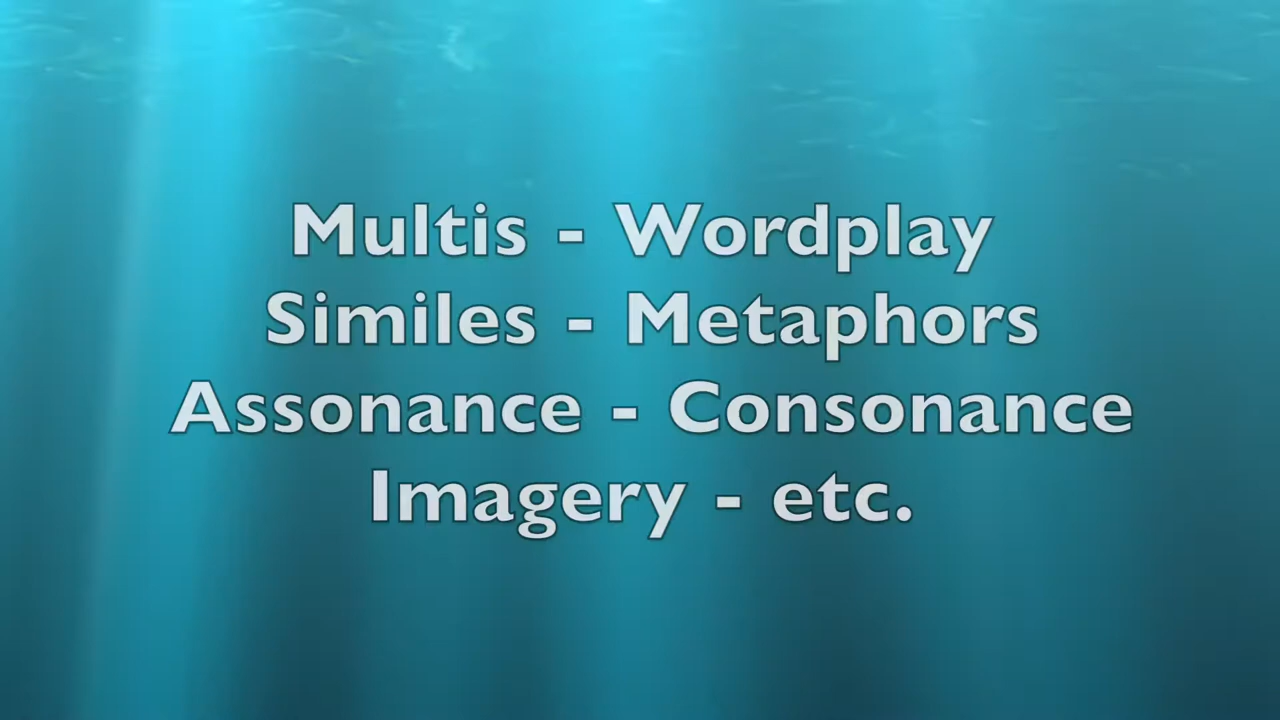 Multis - Wordplay
Similes - Metaphors
Assonance - Consonance
Imagery - etc.